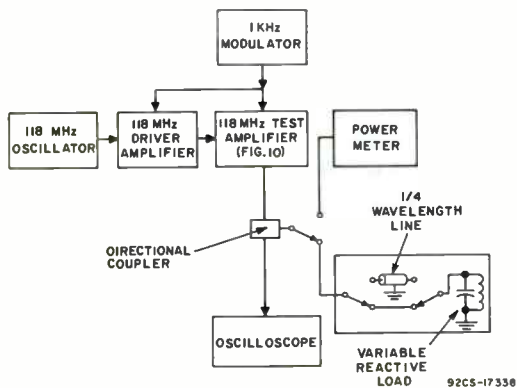 1 KHz
MODULATOR
118 MHz
OSCILLATOR
118 MHz
DRIVER
AMPLIFIER
118 MHz TEST
AMPLIFIER
(FIG.10)
POWER
METER
1/4
WAVELENGTH
LINE
DIRECTIONAL
COUPLER
OSCILLOSCOPE
VARIABLE
REACTIVE
LOAD
92CS-17338